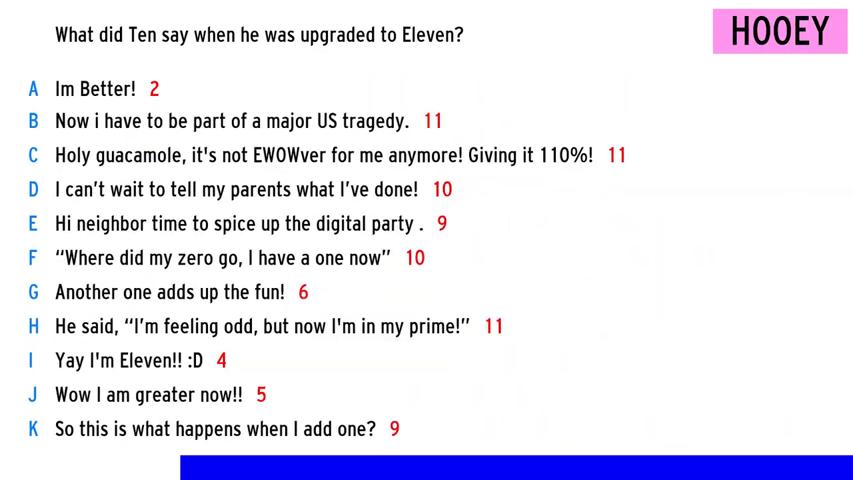 What did Ten say when he was upgraded to Eleven?
HOOEY
A Im Better! 2
B Now i have to be part of a major US tragedy. 11
C Holy guacamole, it's not EWOWver for me anymore! Giving it 110%! 11
D I can't wait to tell my parents what I've done! 10
E Hi neighbor time to spice up the digital party . 9
F “Where did my zero go, I have a one now” 10
G Another one adds up the fun! 6
H He said, “I'm feeling odd, but now I'm in my prime!” 11
I Yay I'm Eleven!! :D 4
J Wow I am greater now!! 5
K So this is what happens when I add one? 9